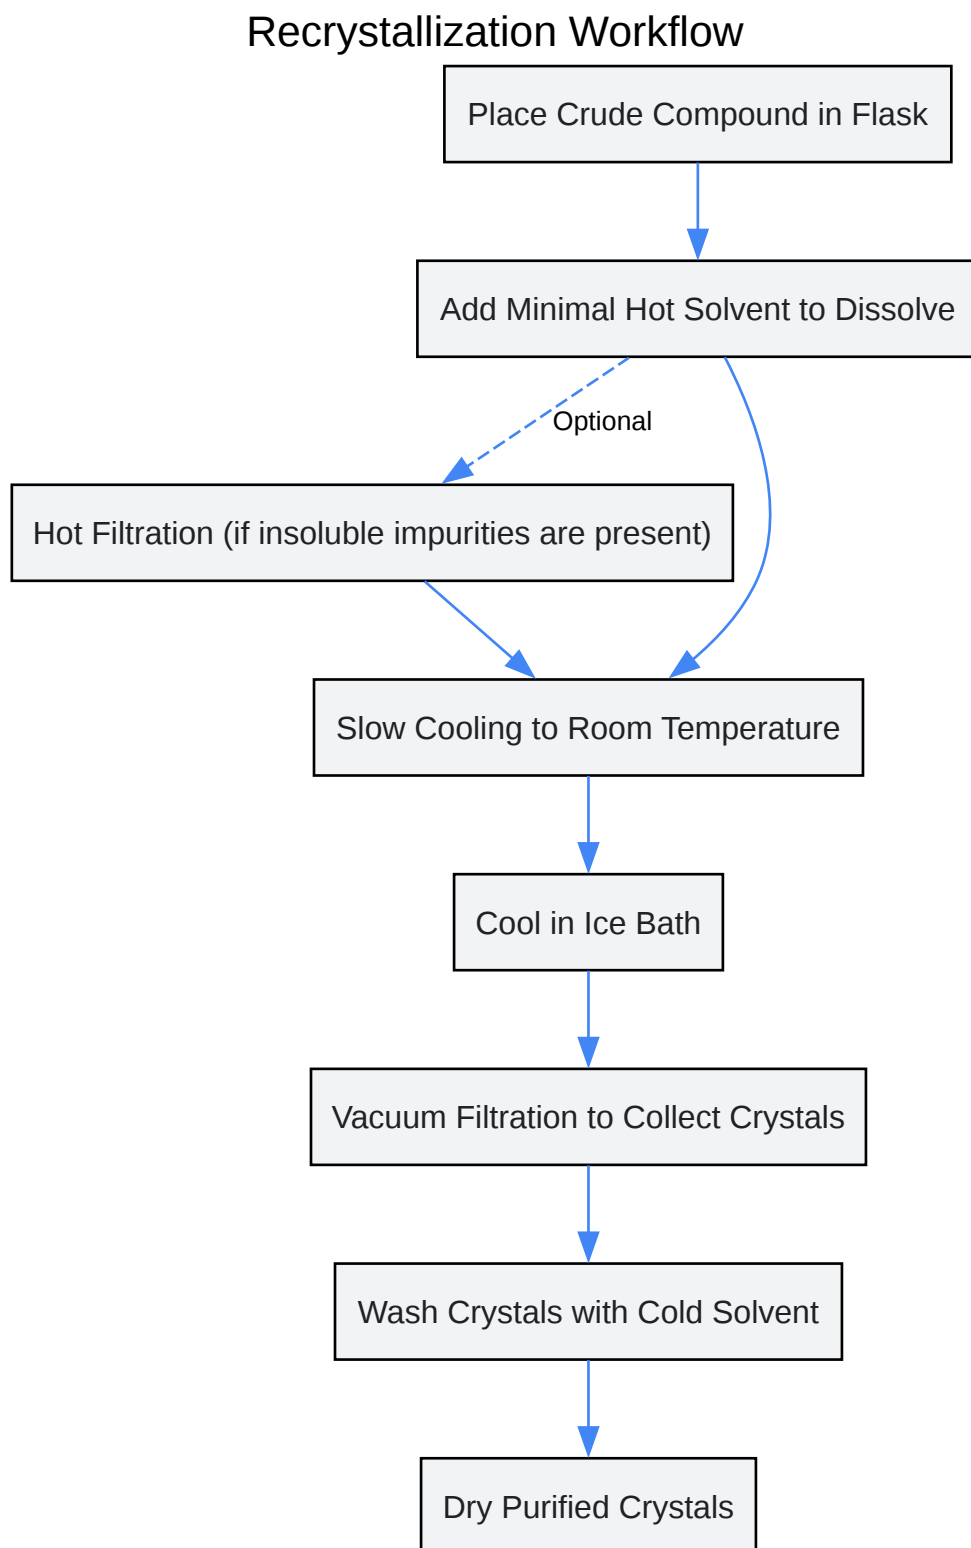 Recrystallization Workflow
Place Crude Compound in Flask
Add Minimal Hot Solvent to Dissolve
Optional
Hot Filtration (if insoluble impurities are present)
Slow Cooling to Room Temperature
Cool in Ice Bath
Vacuum Filtration to Collect Crystals
Wash Crystals with Cold Solvent
Dry Purified Crystals